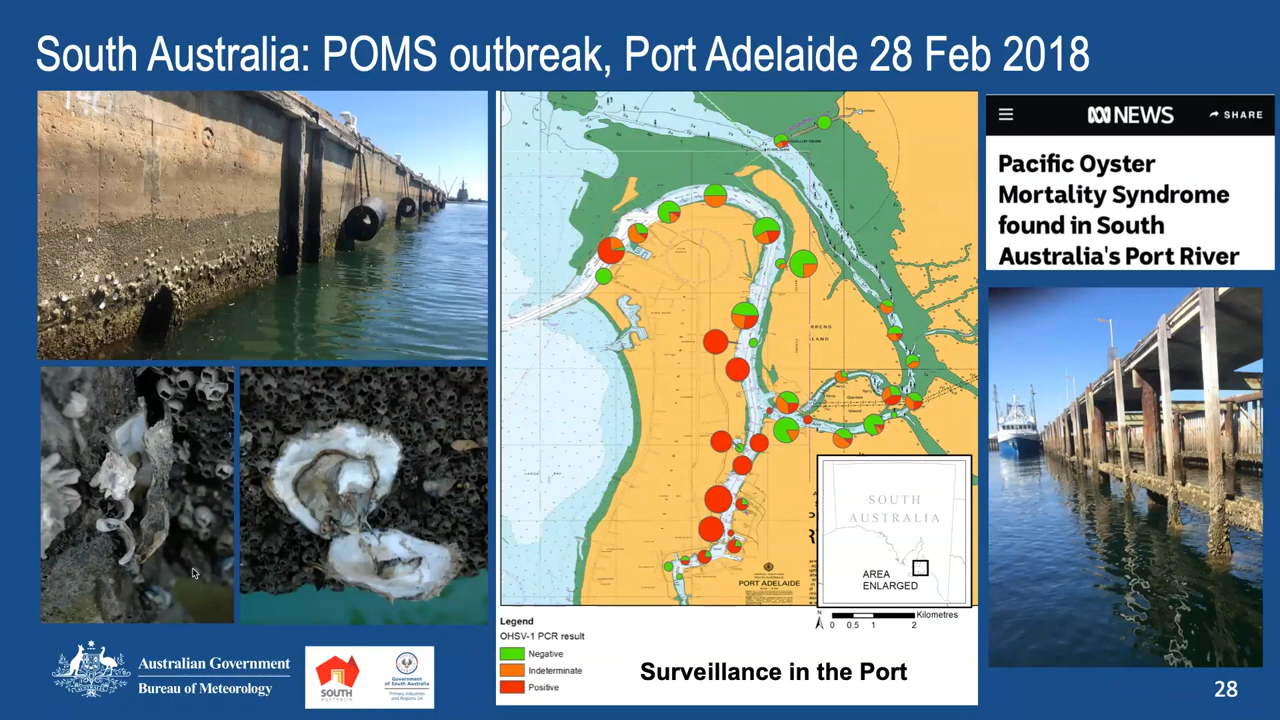 South Australia: POMS outbreak, Port Adelaide 28 Feb 2018
NEWS
SHARE
Pacific Oyster
Mortality Syndrome
found in South
Australia's Port River
RRENS
LAND
SOUTH
AUSTRALIA
AREA
ENLARGED
PORT ADELAIDE
N
Kilometres
0 0.5 1 2
Legend
OHSV-1 PCR result
Negative
Indeterminate
Positive
Surveillance in the Port
Australian Government
Bureau of Meteorology
SOUTH
AUSTRALIA
Government
of South Australia
Primary Industries
and Regions SA
28